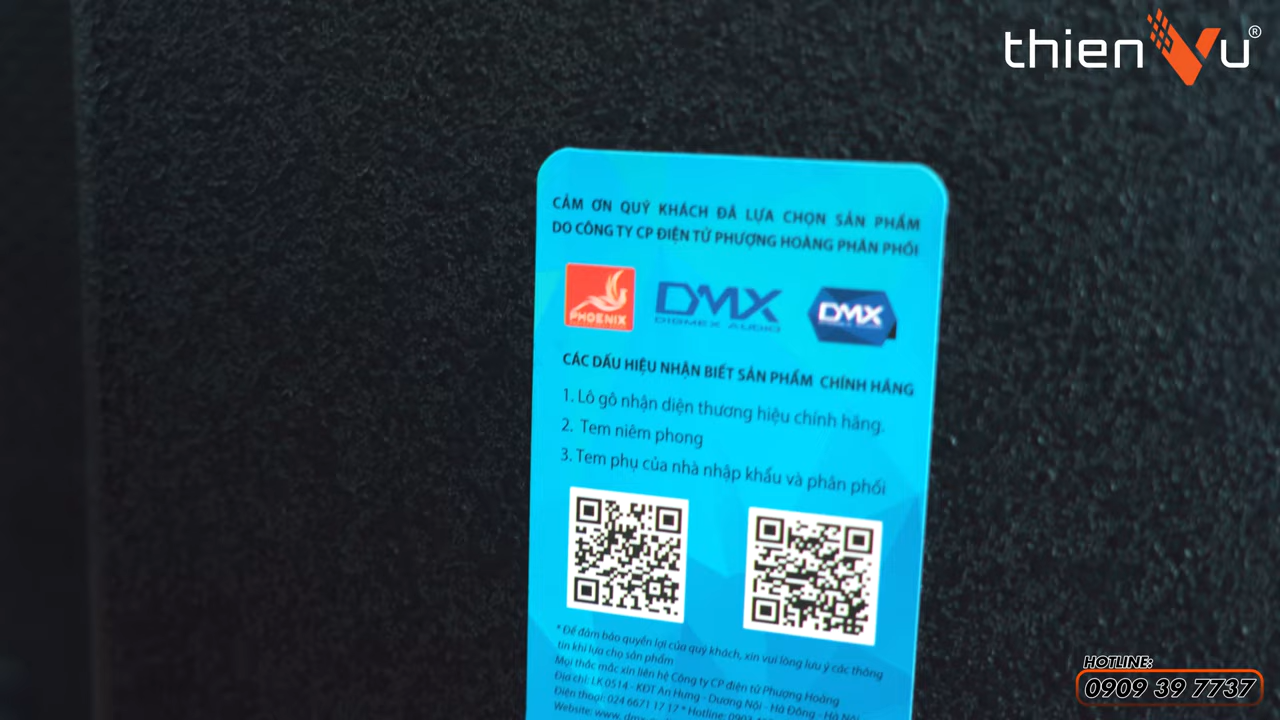 thienVu®
CẢM ƠN QUÝ KHÁCH ĐÃ LỰA CHỌN SẢN PHẨM
DO CÔNG TY CP ĐIỆN TỬ PHƯỢNG HOÀNG PHÂN PHỐI
PHOENIX
DMX
DIGIMEX AUDIO
DMX
CÁC DẤU HIỆU NHẬN BIẾT SẢN PHẨM CHÍNH HÃNG
1. Lô gô nhận diện thương hiệu chính hãng.
2. Tem niêm phong
3. Tem phụ của nhà nhập khẩu và phân phối
* Để đảm bảo quyền lợi của quý khách, xin vui lòng lưu ý các thông
tin khi lựa chọ sản phẩm
Mọi thắc mắc xin liên hệ Công ty CP điện tử Phượng Hoàng
Địa chỉ: LK 0514 - KĐT An Hưng - Dương Nội - Hà Đông - Hà Nội
Điện thoại: 024 6671 17 17 * Hotline:
Website:
HOTLINE:
0909 39 7737